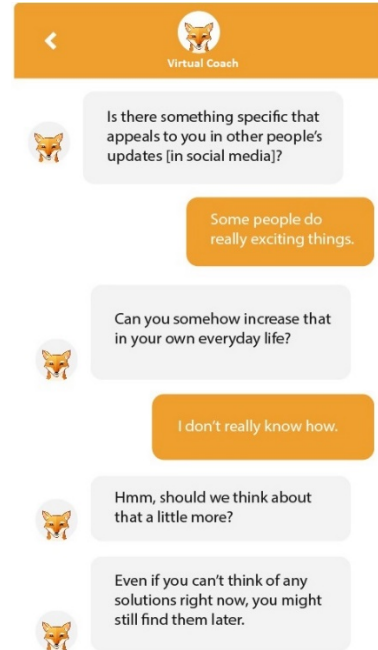 Virtual Coach
Is there something specific that
appeals to you in other people's
updates [in social media]?
Some people do
really exciting things.
Can you somehow increase that
in your own everyday life?
I don't really know how.
Hmm, should we think about
that a little more?
Even if you can't think of any
solutions right now, you might
still find them later.